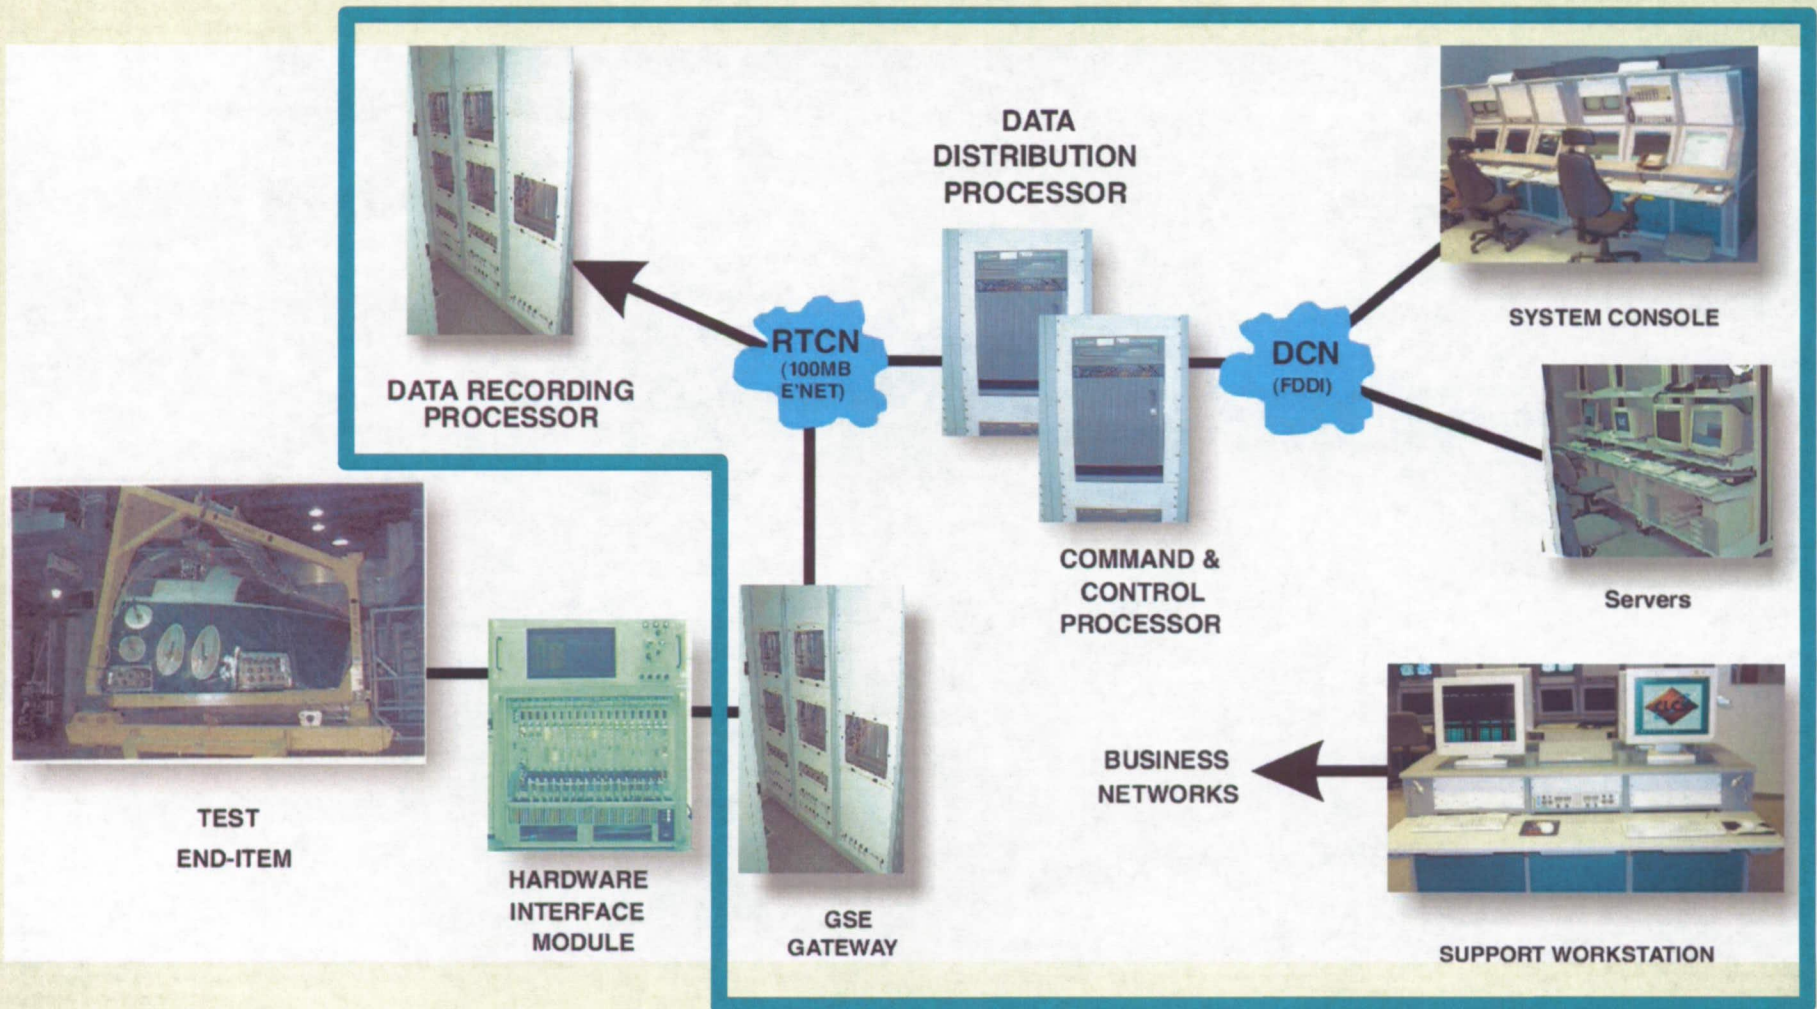 DATA
DISTRIBUTION
PROCESSOR
SYSTEM CONSOLE
RTCN
(100MB
E'NET)
DCN
(FDDI)
DATA RECORDING
PROCESSOR
COMMAND &
CONTROL
PROCESSOR
Servers
BUSINESS
NETWORKS
TEST
END-ITEM
HARDWARE
INTERFACE
MODULE
GSE
GATEWAY
SUPPORT WORKSTATION
CLCS